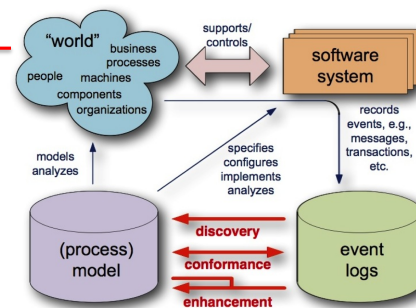 “world”
business
processes
people
machines
components
organizations
supports/
controls
software
system
models
analyzes
specifies
configures
implements
analyzes
records
events, e.g.,
messages,
transactions,
etc.
(process)
model
discovery
conformance
enhancement
event
logs